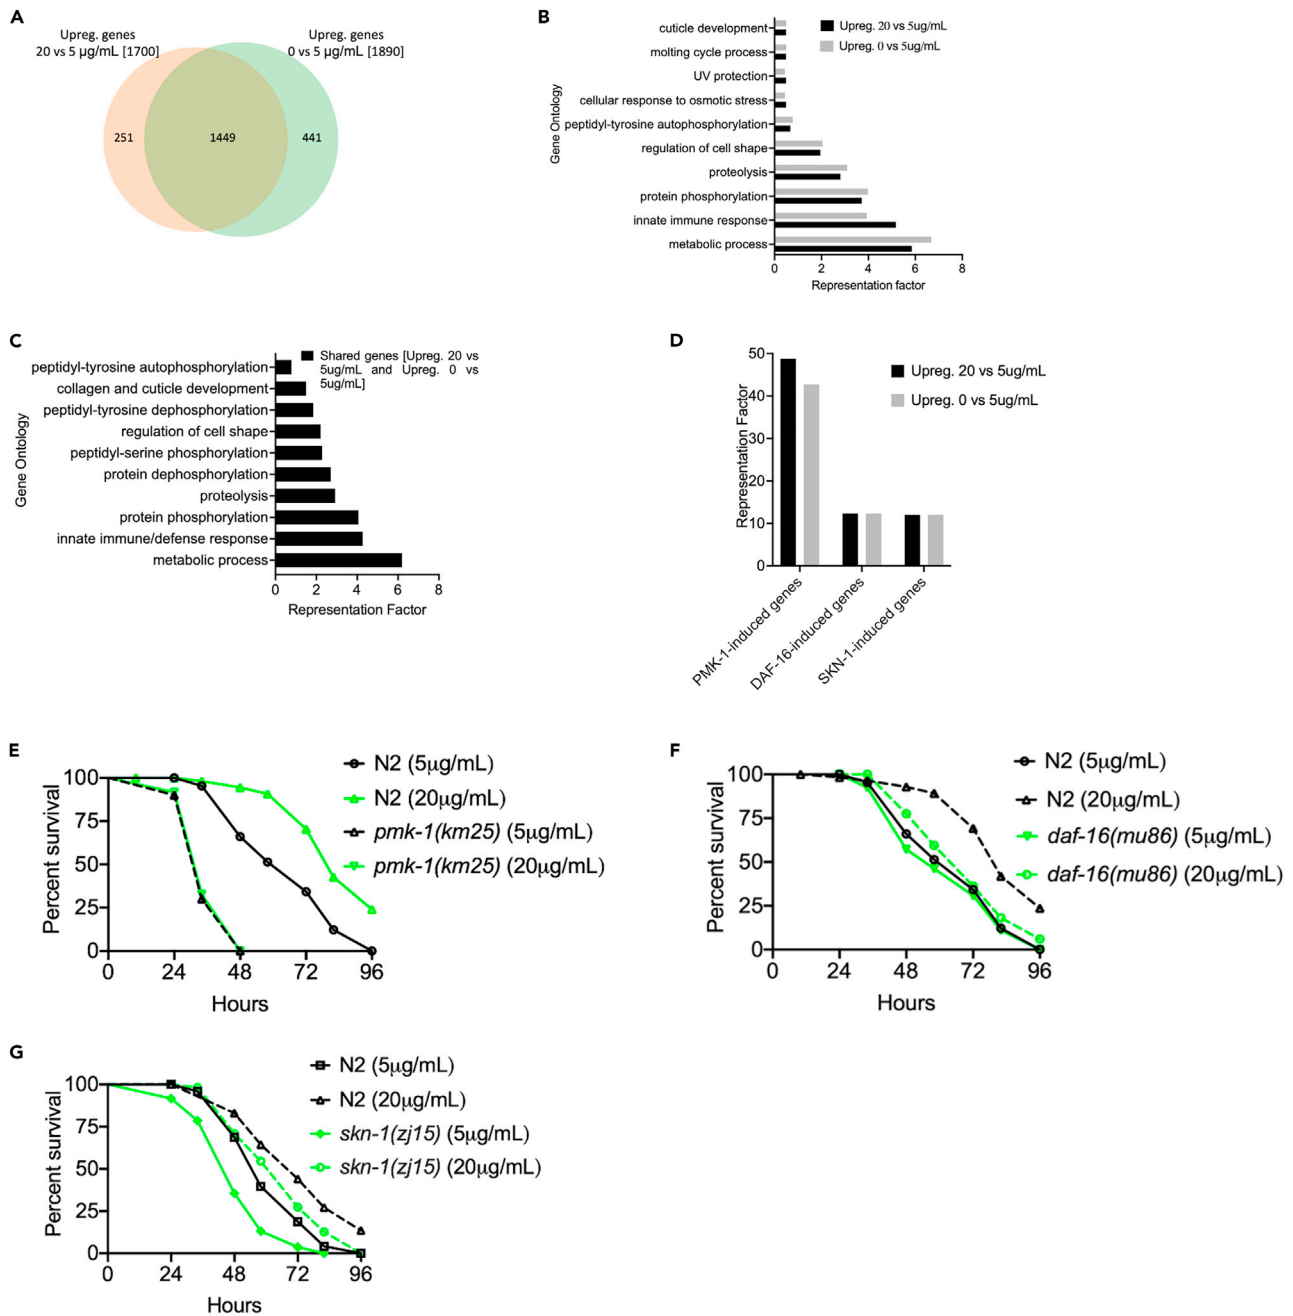 A
Upreg. genes
20 vs 5 µg/mL [1700]
Upreg. genes
0 vs 5 µg/mL [1890]
251
1449
441
B
Gene Ontology
cuticle development
molting cycle process
UV protection
cellular response to osmotic stress
peptidyl-tyrosine autophosphorylation
regulation of cell shape
proteolysis
protein phosphorylation
innate immune response
metabolic process
Upreg. 20 vs 5ug/mL
Upreg. 0 vs 5ug/mL
0 2 4 6 8
Representation factor
C
Gene Ontology
peptidyl-tyrosine autophosphorylation
collagen and cuticle development
peptidyl-tyrosine dephosphorylation
regulation of cell shape
peptidyl-serine phosphorylation
protein dephosphorylation
proteolysis
protein phosphorylation
innate immune/defense response
metabolic process
Shared genes [Upreg. 20 vs
5ug/mL and Upreg. 0 vs
5ug/mL]
0 2 4 6 8
Representation Factor
D
Representation Factor
50
40
30
20
10
0
Upreg. 20 vs 5ug/mL
Upreg. 0 vs 5ug/mL
PMK-1-induced genes
DAF-16-induced genes
SKN-1-induced genes
E
Percent survival
100
75
50
25
0
0 24 48 72 96
Hours
N2 (5µg/mL)
N2 (20µg/mL)
pmk-1(km25) (5µg/mL)
pmk-1(km25) (20µg/mL)
F
Percent survival
100
75
50
25
0
0 24 48 72 96
Hours
N2 (5µg/mL)
N2 (20µg/mL)
daf-16(mu86) (5µg/mL)
daf-16(mu86) (20µg/mL)
G
Percent survival
100
75
50
25
0
0 24 48 72 96
Hours
N2 (5µg/mL)
N2 (20µg/mL)
skn-1(zj15) (5µg/mL)
skn-1(zj15) (20µg/mL)